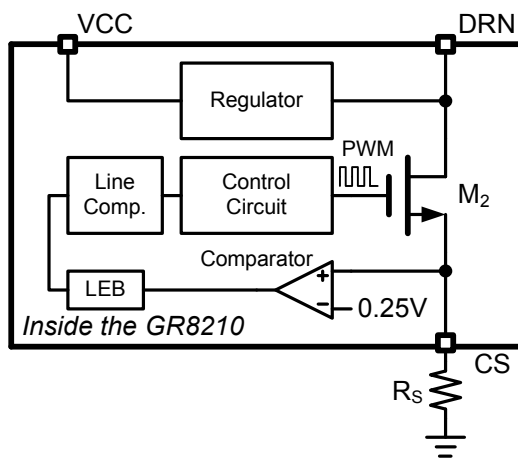 VCC
DRN
Regulator
PWM
Line
Comp.
Control
Circuit
M2
Comparator
+
LEB
−
0.25V
Inside the GR8210
CS
RS